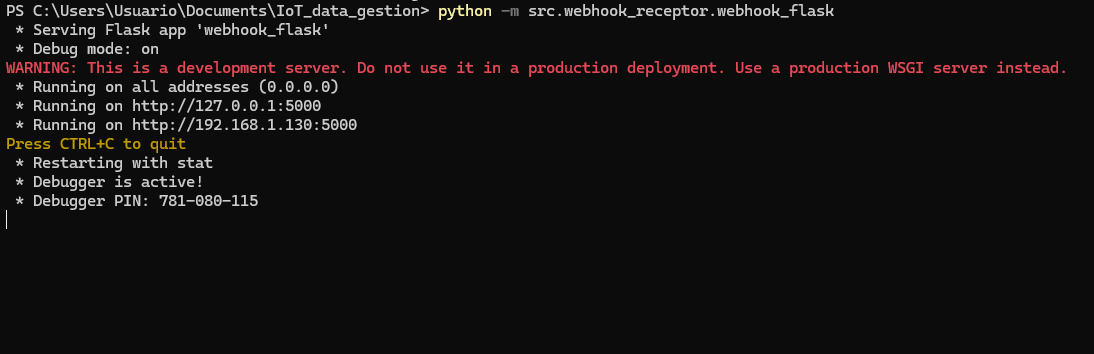 PS C:\Users\Usuario\Documents\IoT_data_gestion> python -m src.webhook_receptor.webhook_flask
 * Serving Flask app 'webhook_flask'
 * Debug mode: on
WARNING: This is a development server. Do not use it in a production deployment. Use a production WSGI server instead.
 * Running on all addresses (0.0.0.0)
 * Running on http://127.0.0.1:5000
 * Running on http://192.168.1.130:5000
Press CTRL+C to quit
 * Restarting with stat
 * Debugger is active!
 * Debugger PIN: 781-080-115